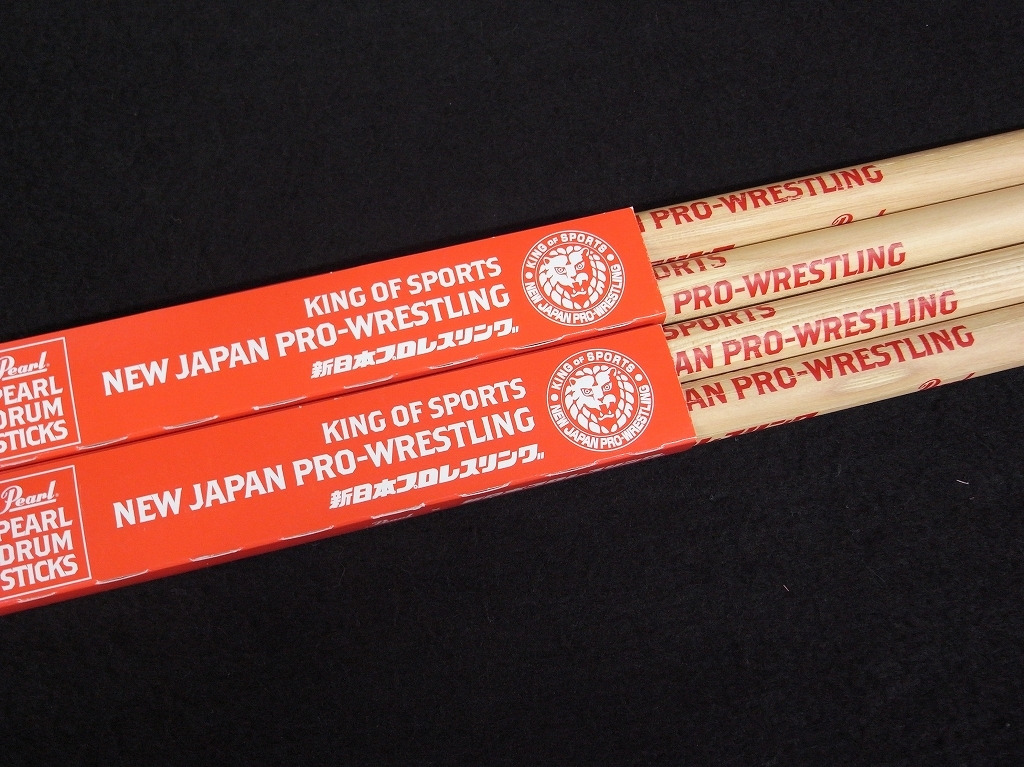 KING OF SPORTS
NEW JAPAN PRO-WRESTLING
新日本プロレスリング
KING OF SPORTS
NEW JAPAN PRO-WRESTLING
Pearl
PEARL
DRUM
STICKS
KING OF SPORTS
NEW JAPAN PRO-WRESTLING
新日本プロレスリング
KING OF SPORTS
NEW JAPAN PRO-WRESTLING
Pearl
PEARL
DRUM
STICKS
PRO-WRESTLING
Pearl
PRO-WRESTLING
SPORTS
PRO-WRESTLING
PRO-WRESTLING
Pearl